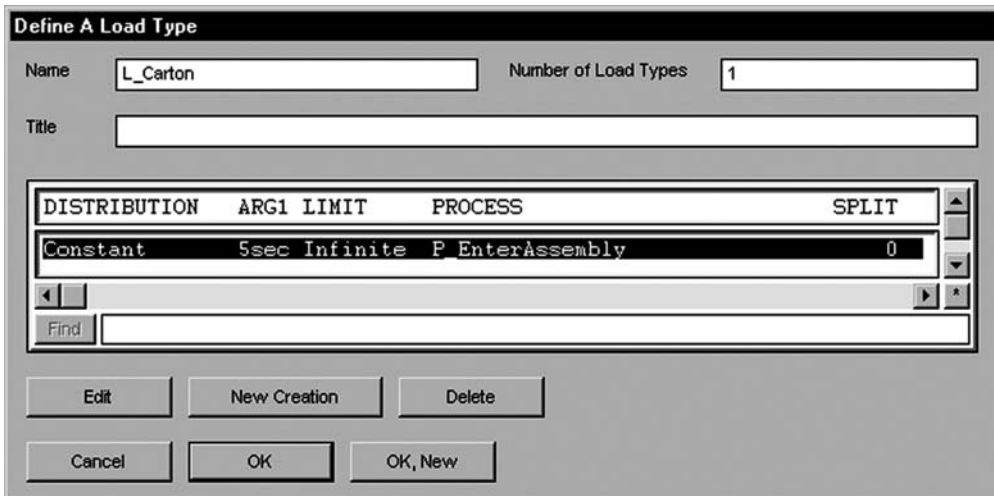 Define A Load Type
Name L_Carton Number of Load Types 1
Title
DISTRIBUTION ARG1 LIMIT PROCESS SPLIT
Constant 5sec Infinite P_EnterAssembly 0
*
Find
Edit New Creation Delete
Cancel OK OK, New